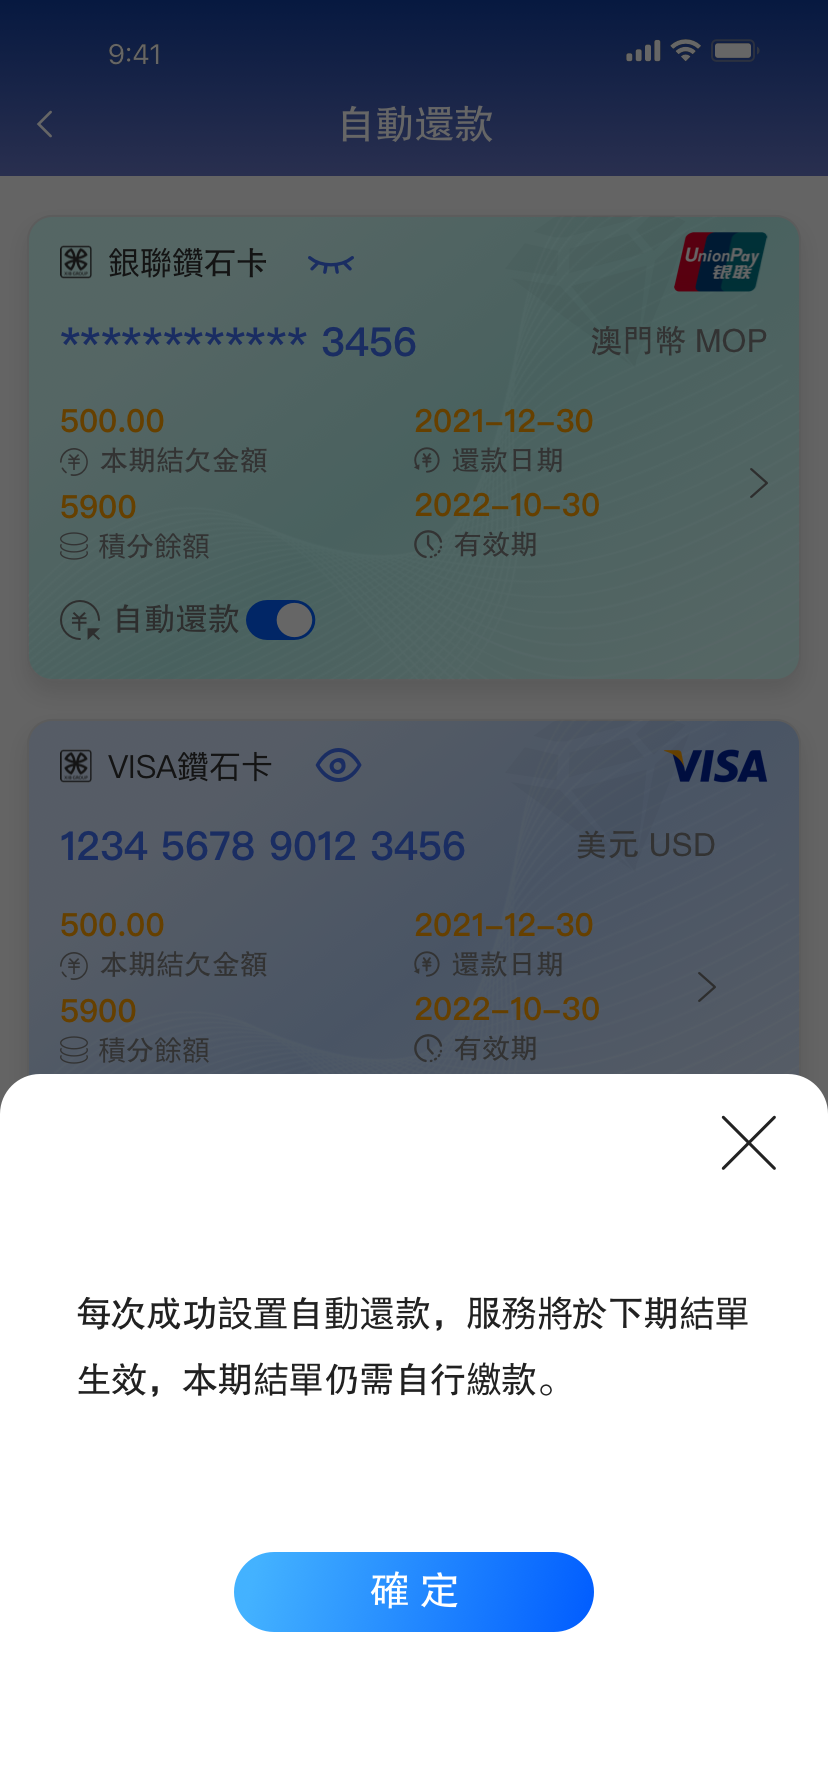 9:41
自動還款
銀聯鑽石卡
UnionPay
银联
************ 3456
澳門幣 MOP
500.00
2021-12-30
本期結欠金額
還款日期
5900
2022-10-30
積分餘額
有效期
自動還款
VISA鑽石卡
VISA
1234 5678 9012 3456
美元 USD
500.00
2021-12-30
本期結欠金額
還款日期
5900
2022-10-30
積分餘額
有效期
每次成功設置自動還款，服務將於下期結單
生效，本期結單仍需自行繳款。
確 定